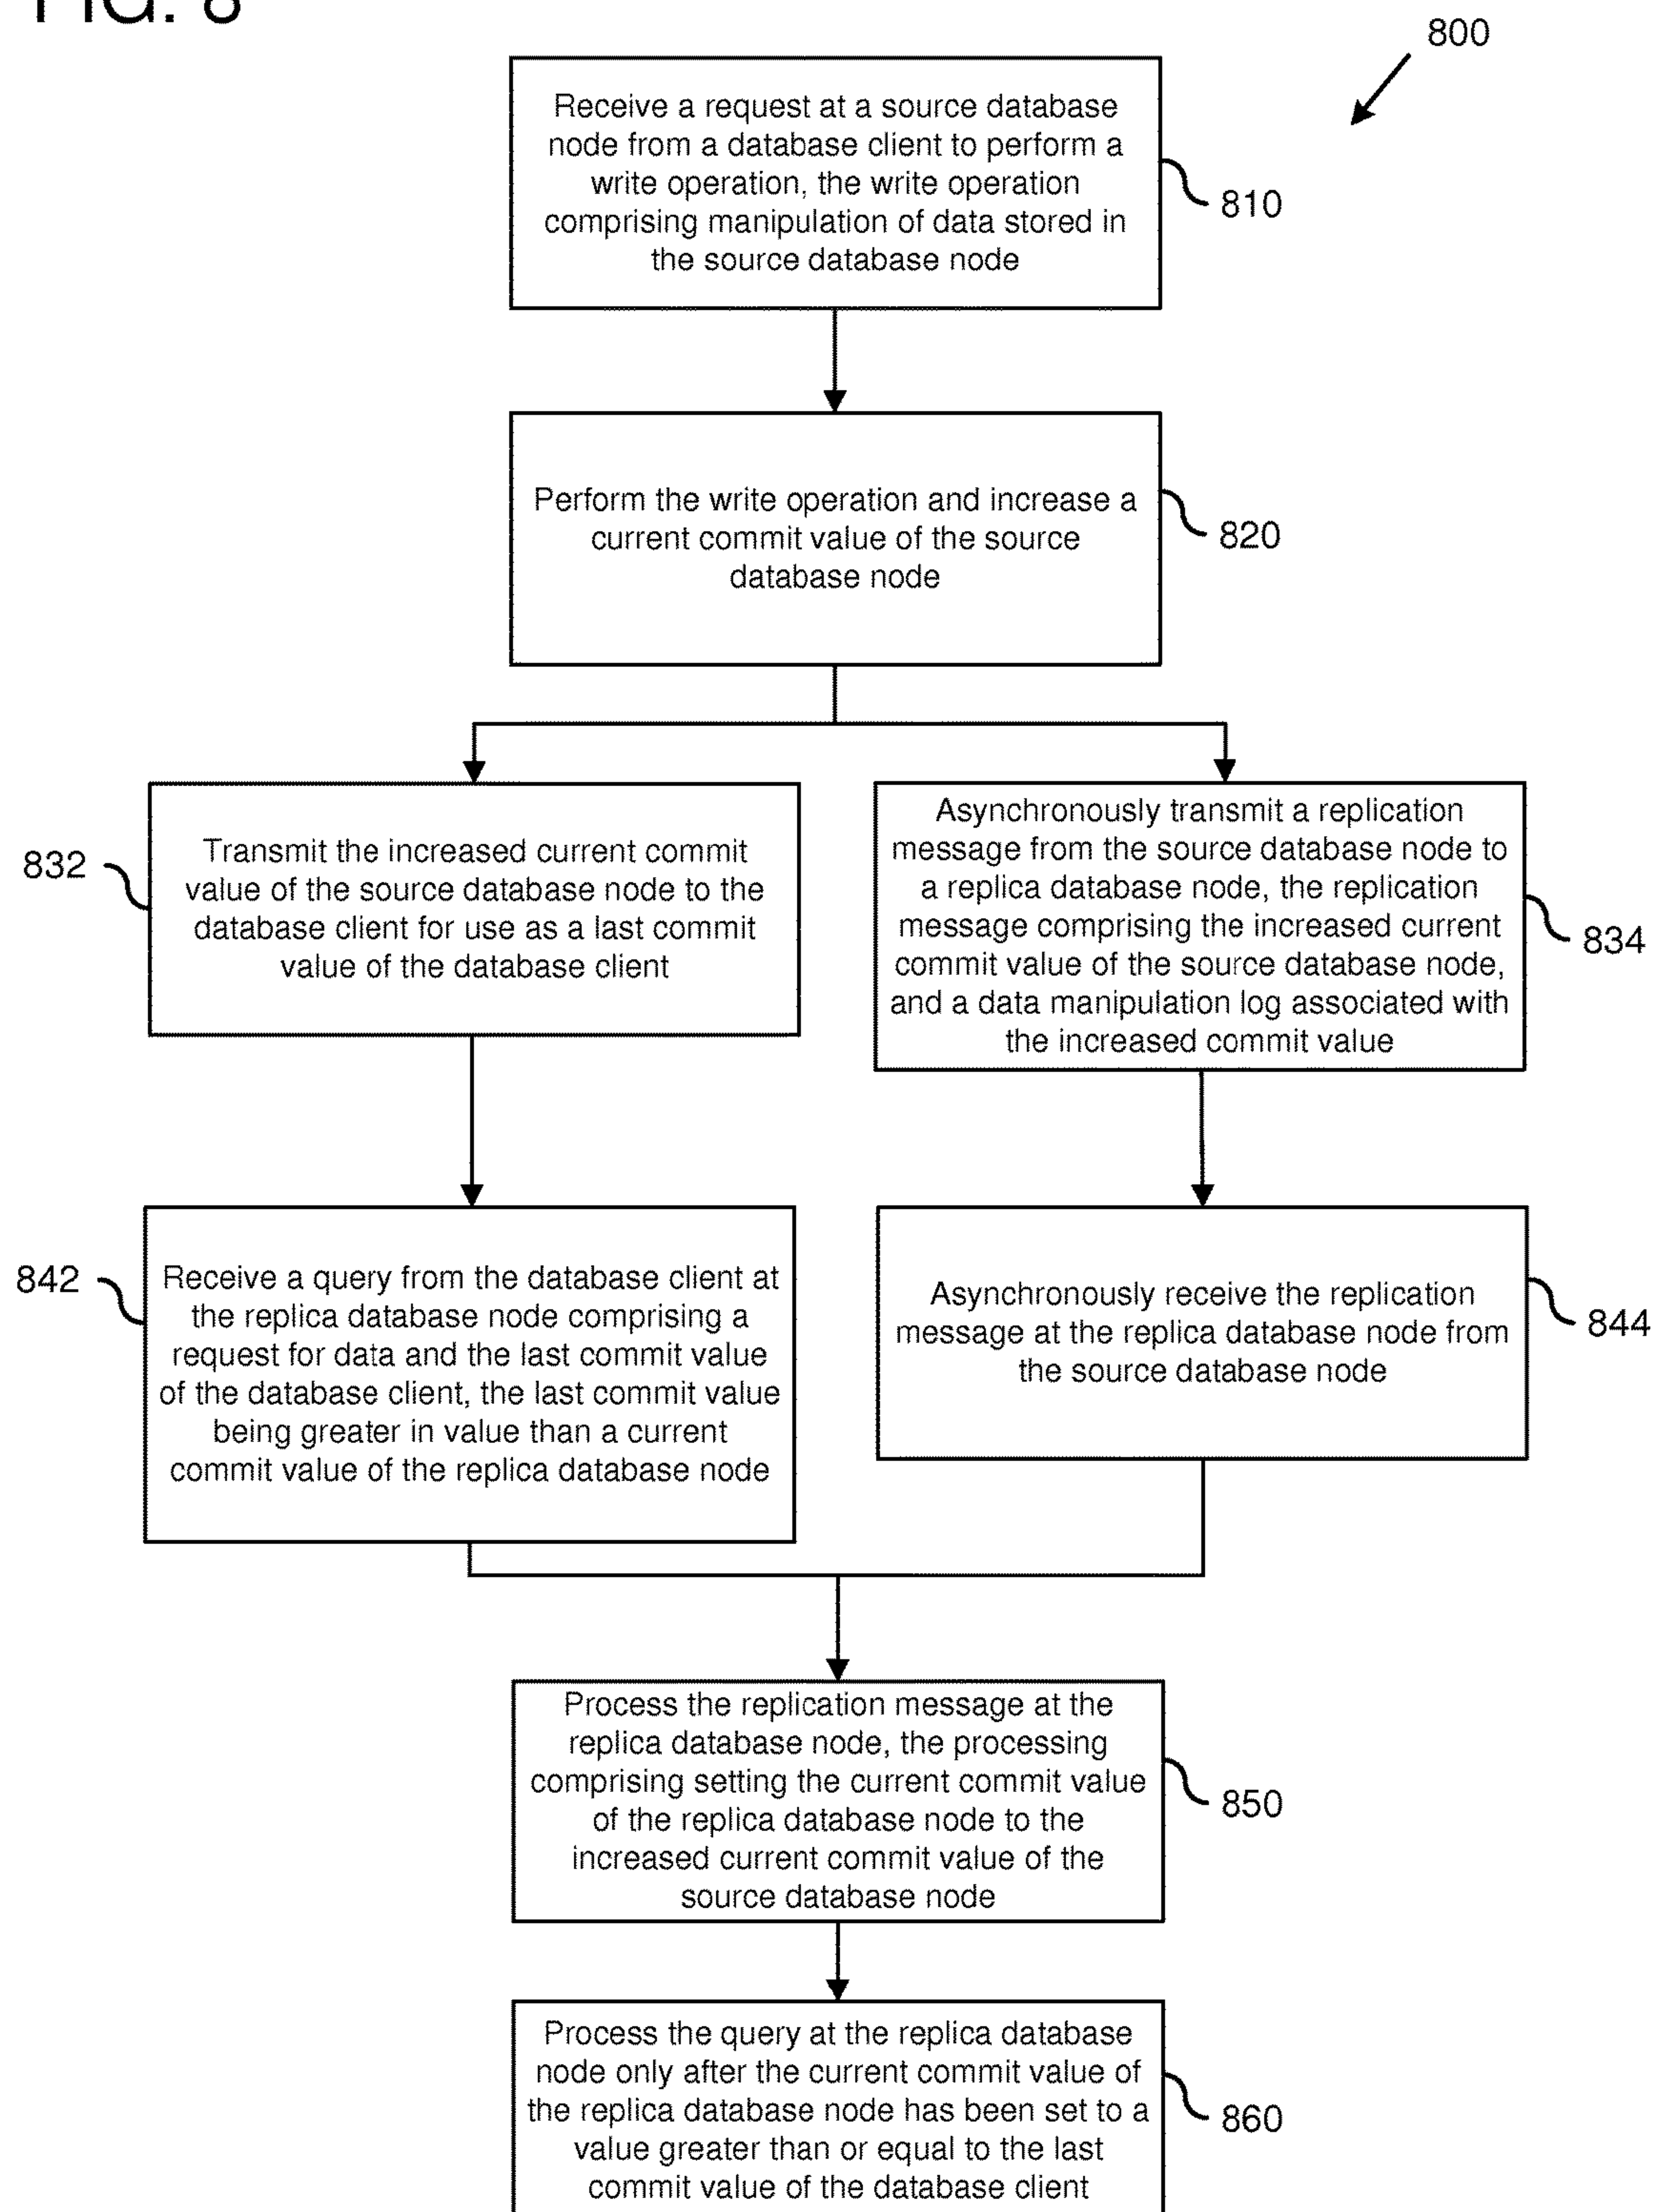 FIG. 8
800
Receive a request at a source database
node from a database client to perform a
write operation, the write operation
comprising manipulation of data stored in
the source database node
810
Perform the write operation and increase a
current commit value of the source
database node
820
832
Transmit the increased current commit
value of the source database node to the
database client for use as a last commit
value of the database client
Asynchronously transmit a replication
message from the source database node to
a replica database node, the replication
message comprising the increased current
commit value of the source database node,
and a data manipulation log associated with
the increased commit value
834
842
Receive a query from the database client at
the replica database node comprising a
request for data and the last commit value
of the database client, the last commit value
being greater in value than a current
commit value of the replica database node
Asynchronously receive the replication
message at the replica database node from
the source database node
844
Process the replication message at the
replica database node, the processing
comprising setting the current commit value
of the replica database node to the
increased current commit value of the
source database node
850
Process the query at the replica database
node only after the current commit value of
the replica database node has been set to a
value greater than or equal to the last
commit value of the database client
860